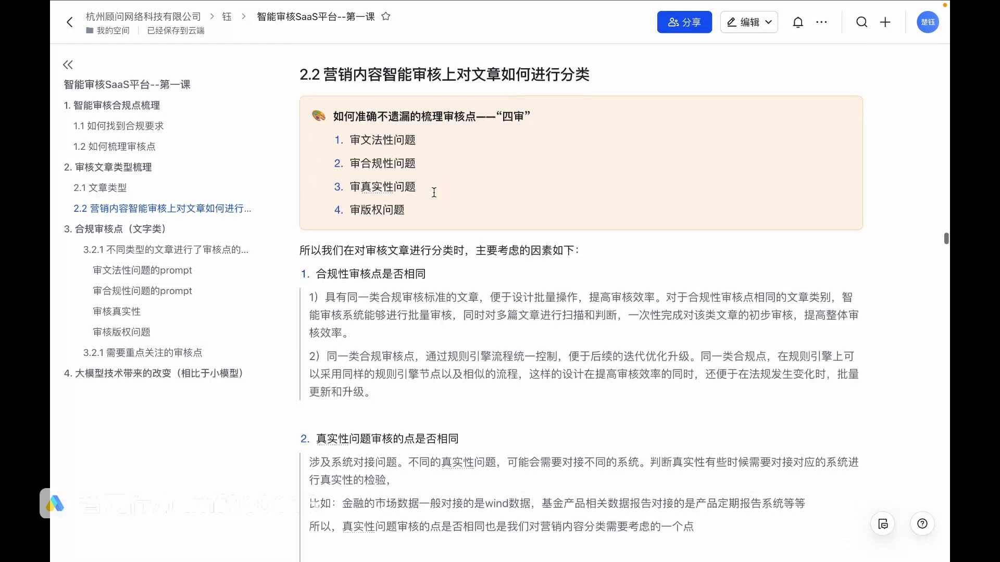 杭州顾问网络科技有限公司 > 钰 > 智能审核SaaS平台--第一课
我的空间 已经保存到云端
分享
编辑
楚钰
智能审核SaaS平台--第一课
1. 智能审核合规点梳理
1.1 如何找到合规要求
1.2 如何梳理审核点
2. 审核文章类型梳理
2.1 文章类型
2.2 营销内容智能审核上对文章如何进行...
3. 合规审核点（文字类）
3.2.1 不同类型的文章进行了审核点的...
审文法性问题的prompt
审合规性问题的prompt
审核真实性
审核版权问题
3.2.1 需要重点关注的审核点
4. 大模型技术带来的改变（相比于小模型）
2.2 营销内容智能审核上对文章如何进行分类
如何准确不遗漏的梳理审核点——“四审”
1. 审文法性问题
2. 审合规性问题
3. 审真实性问题
4. 审版权问题
所以我们在对审核文章进行分类时，主要考虑的因素如下：
1. 合规性审核点是否相同
1）具有同一类合规审核标准的文章，便于设计批量操作，提高审核效率。对于合规性审核点相同的文章类别，智
能审核系统能够进行批量审核，同时对多篇文章进行扫描和判断，一次性完成对该类文章的初步审核，提高整体审
核效率。
2）同一类合规审核点，通过规则引擎流程统一控制，便于后续的迭代优化升级。同一类合规点，在规则引擎上可
以采用同样的规则引擎节点以及相似的流程，这样的设计在提高审核效率的同时，还便于在法规发生变化时，批量
更新和升级。
2. 真实性问题审核的点是否相同
涉及系统对接问题。不同的真实性问题，可能会需要对接不同的系统。判断真实性有些时候需要对接对应的系统进
行真实性的检验，
比如：金融的市场数据一般对接的是wind数据，基金产品相关数据报告对接的是产品定期报告系统等等
所以，真实性问题审核的点是否相同也是我们对营销内容分类需要考虑的一个点